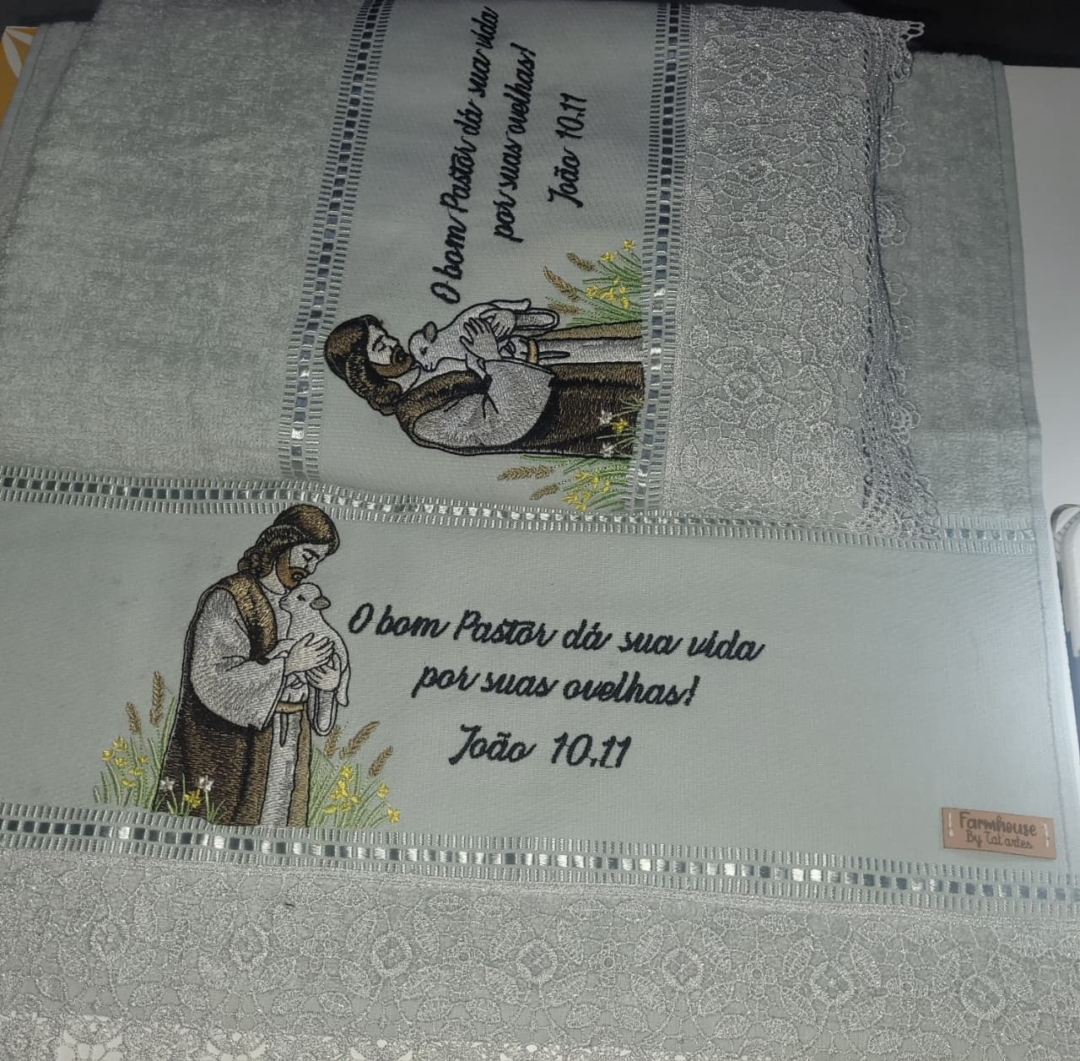 O bom Pastor dá sua vida
por suas ovelhas!
João 10.11
O bom Pastor dá sua vida
por suas ovelhas!
João 10.11
Farmhouse
By Tat'artes